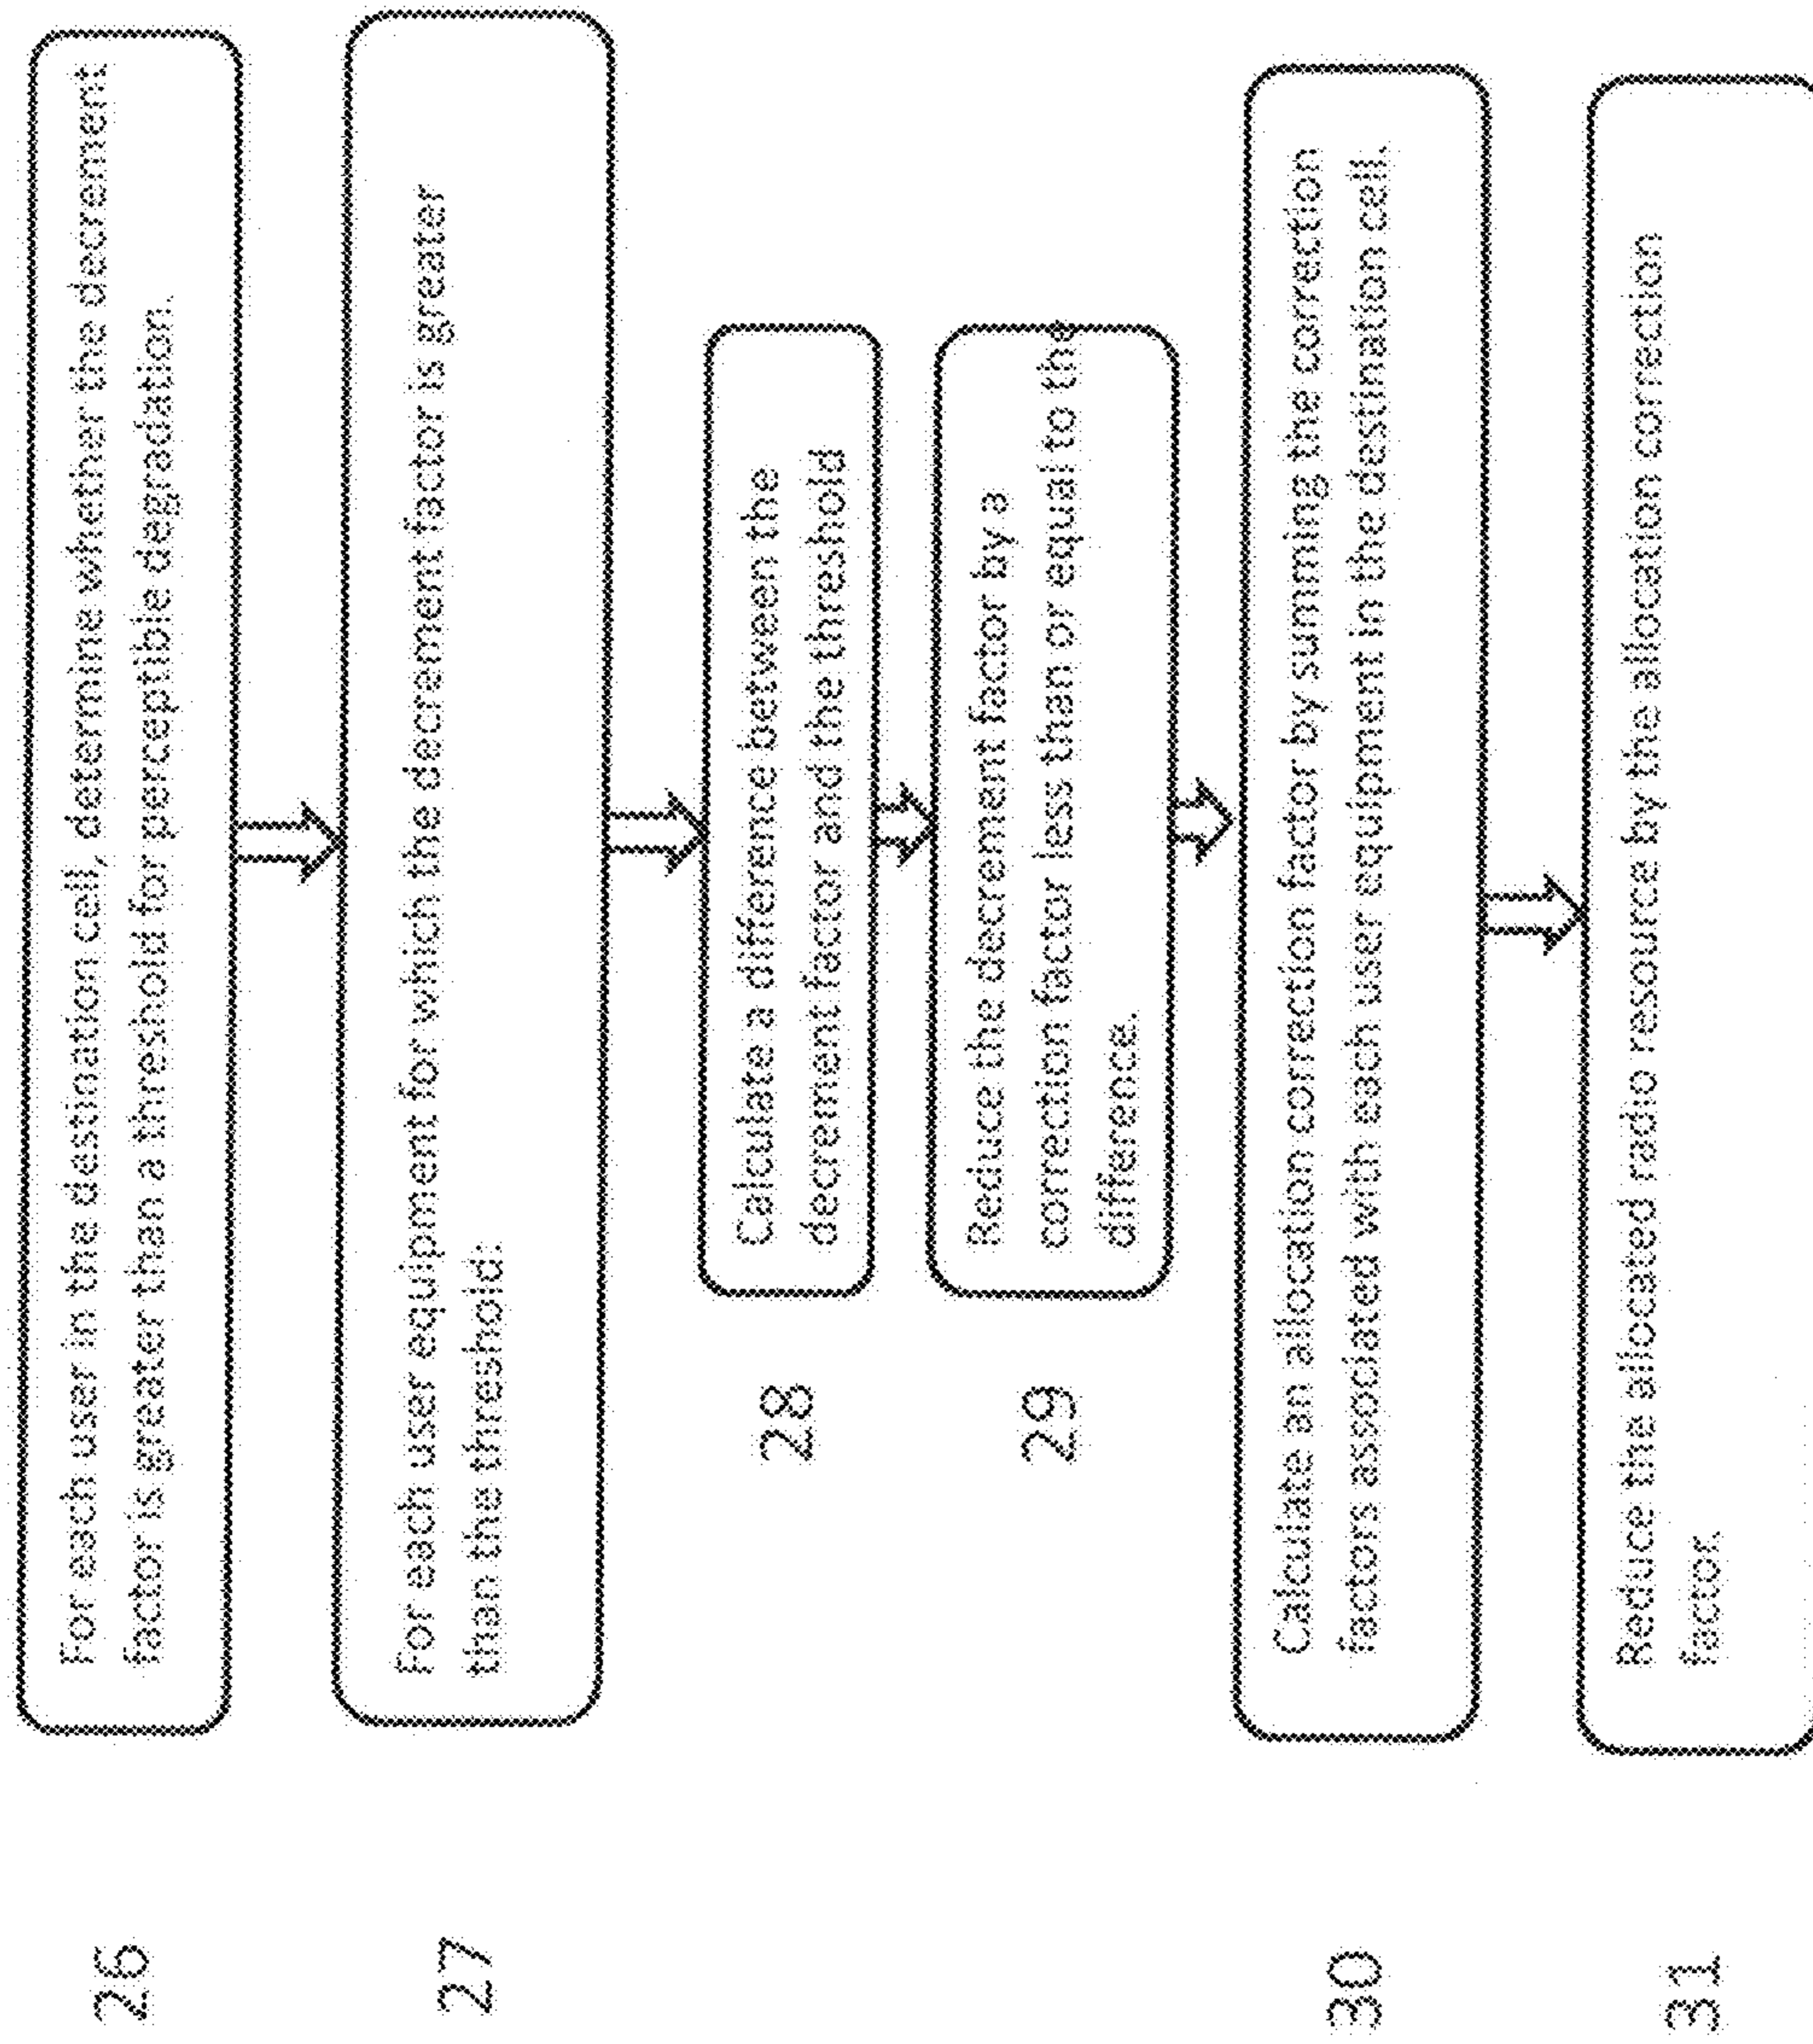 26
For each user in the destination cell, determine whether the decrement
factor is greater than a threshold for perceptible degradation.
27
For each user equipment for which the decrement factor is greater
than the threshold:
28
Calculate a difference between the
decrement factor and the threshold
29
Reduce the decrement factor by a
correction factor less than or equal to the
difference.
30
Calculate an allocation correction factor by summing the correction
factors associated with each user equipment in the destination cell.
31
Reduce the allocated radio resource by the allocation correction
factor.